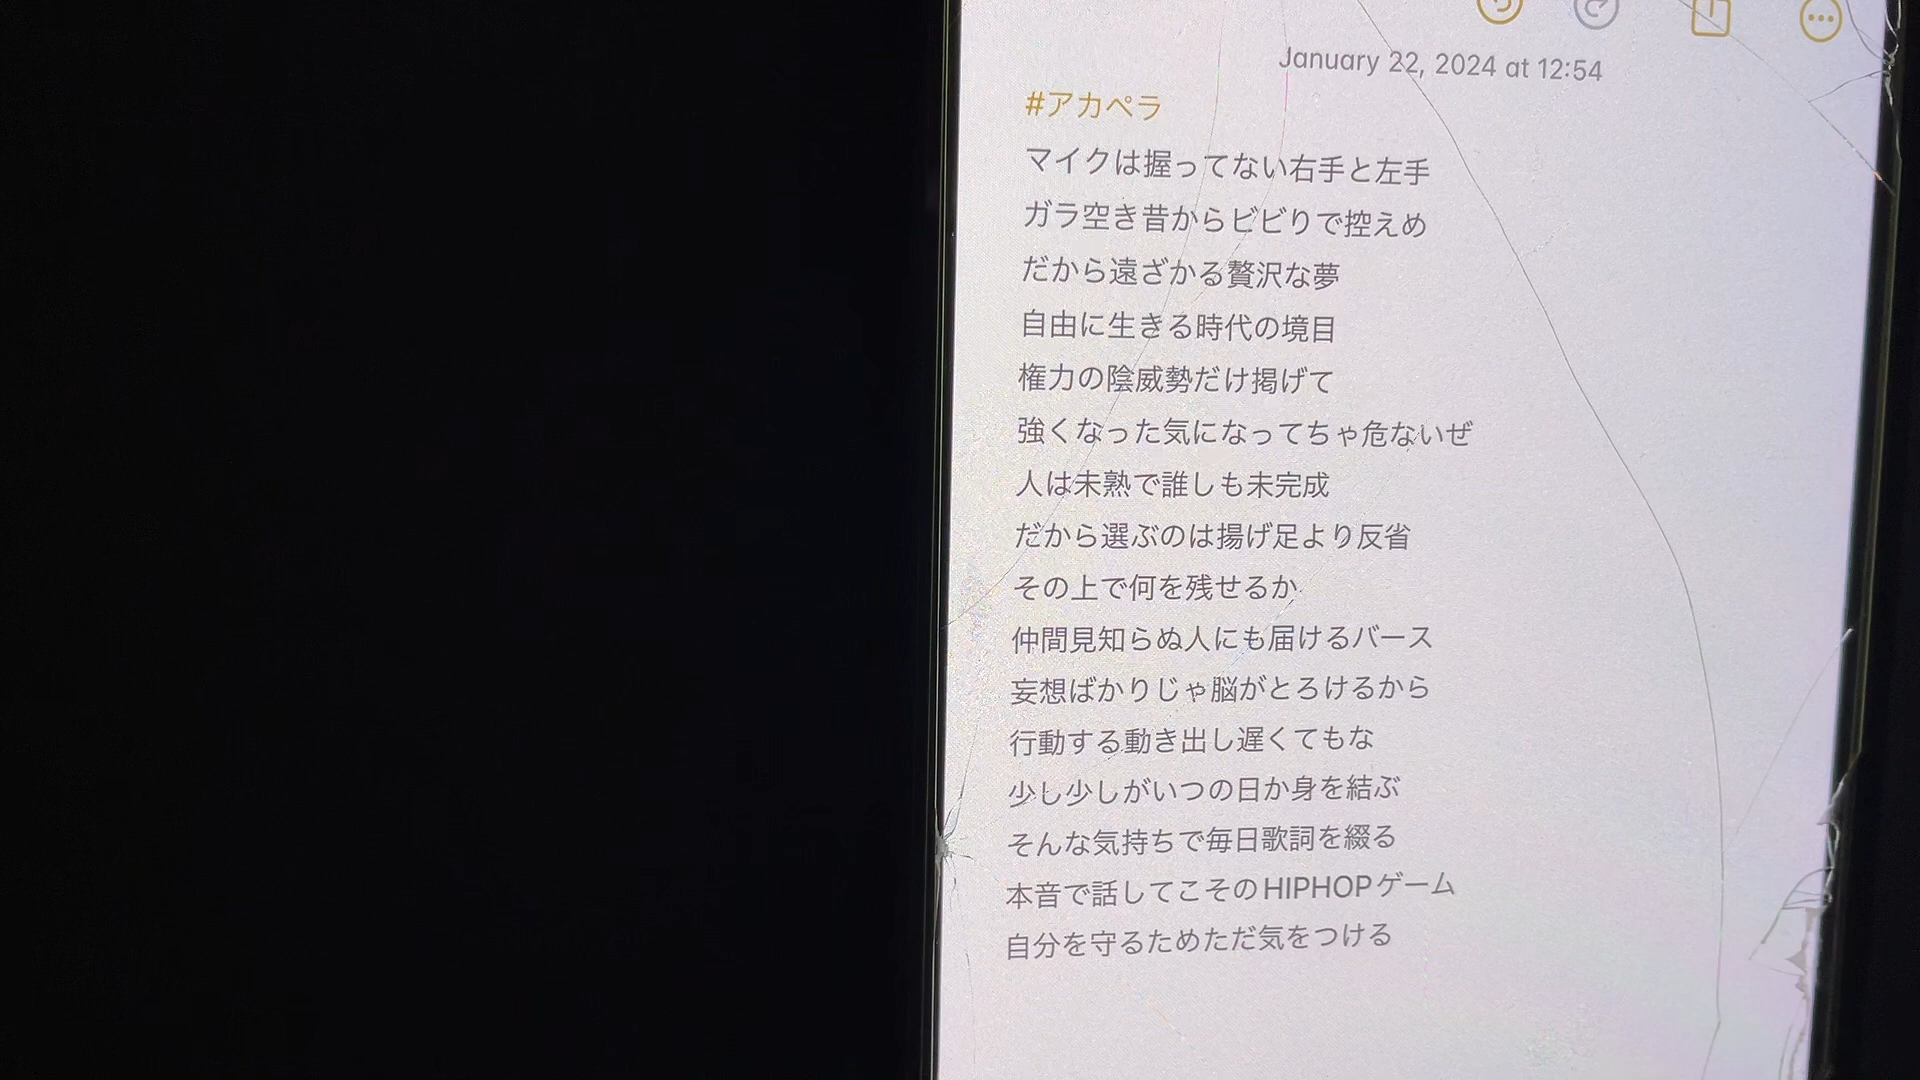 January 22, 2024 at 12:54
#アカペラ
マイクは握ってない右手と左手
ガラ空き昔からビビりで控えめ
だから遠ざかる贅沢な夢
自由に生きる時代の境目
権力の陰威勢だけ掲げて
強くなった気になってちゃ危ないぜ
人は未熟で誰しも未完成
だから選ぶのは揚げ足より反省
その上で何を残せるか
仲間見知らぬ人にも届けるバース
妄想ばかりじゃ脳がとろけるから
行動する動き出し遅くてもな
少し少しがいつの日か身を結ぶ
そんな気持ちで毎日歌詞を綴る
本音で話してこそのHIPHOPゲーム
自分を守るためただ気をつける